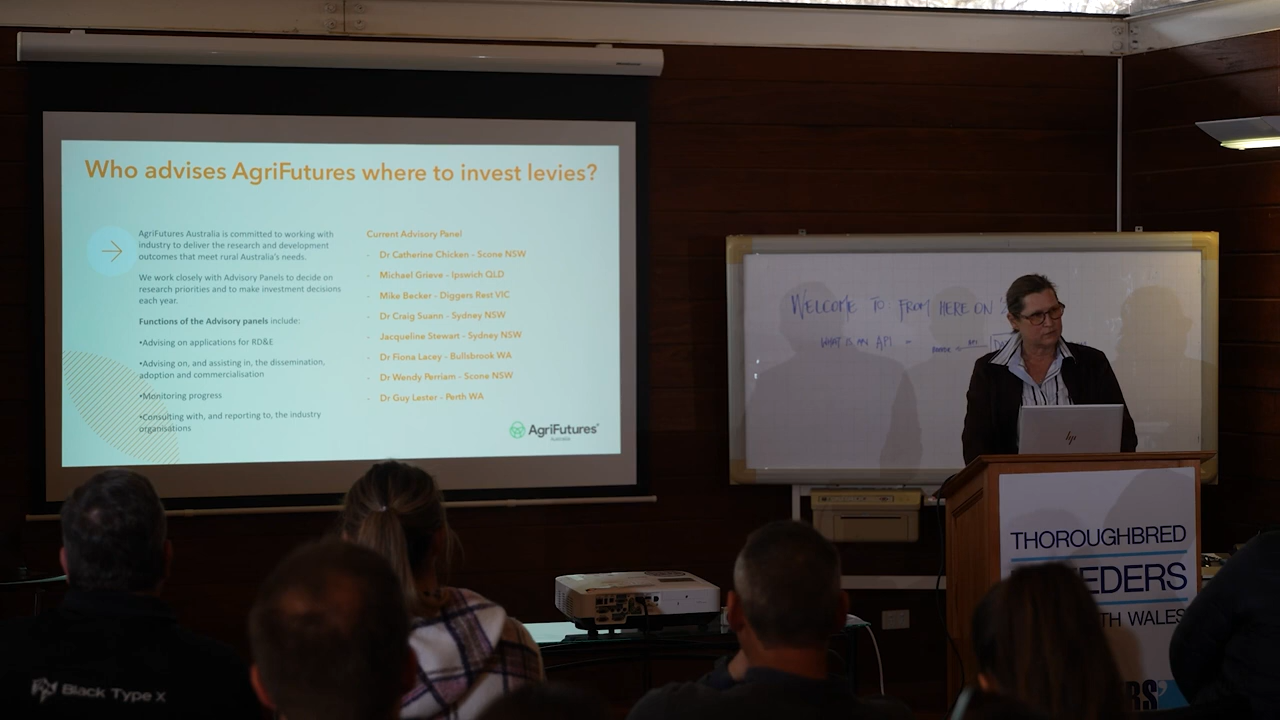 Who advises AgriFutures where to invest levies?
AgriFutures Australia is committed to working with
industry to deliver the research and development
outcomes that meet rural Australia's needs.
We work closely with Advisory Panels to decide on
research priorities and to make investment decisions
each year.
Functions of the Advisory panels include:
•Advising on applications for RD&E
•Advising on, and assisting in, the dissemination,
adoption and commercialisation
•Monitoring progress
•Consulting with, and reporting to, the industry
organisations
Current Advisory Panel
- Dr Catherine Chicken - Scone NSW
- Michael Grieve - Ipswich QLD
- Mike Becker - Diggers Rest VIC
- Dr Craig Suann - Sydney NSW
- Jacqueline Stewart - Sydney NSW
- Dr Fiona Lacey - Bullsbrook WA
- Dr Wendy Perriam - Scone NSW
- Dr Guy Lester - Perth WA
AgriFutures®
Australia
WELCOME TO. FROM HERE ON
WHAT IS AN API -
API
hp
THOROUGHBRED
EDERS
TH WALES
RS'
Black Type X